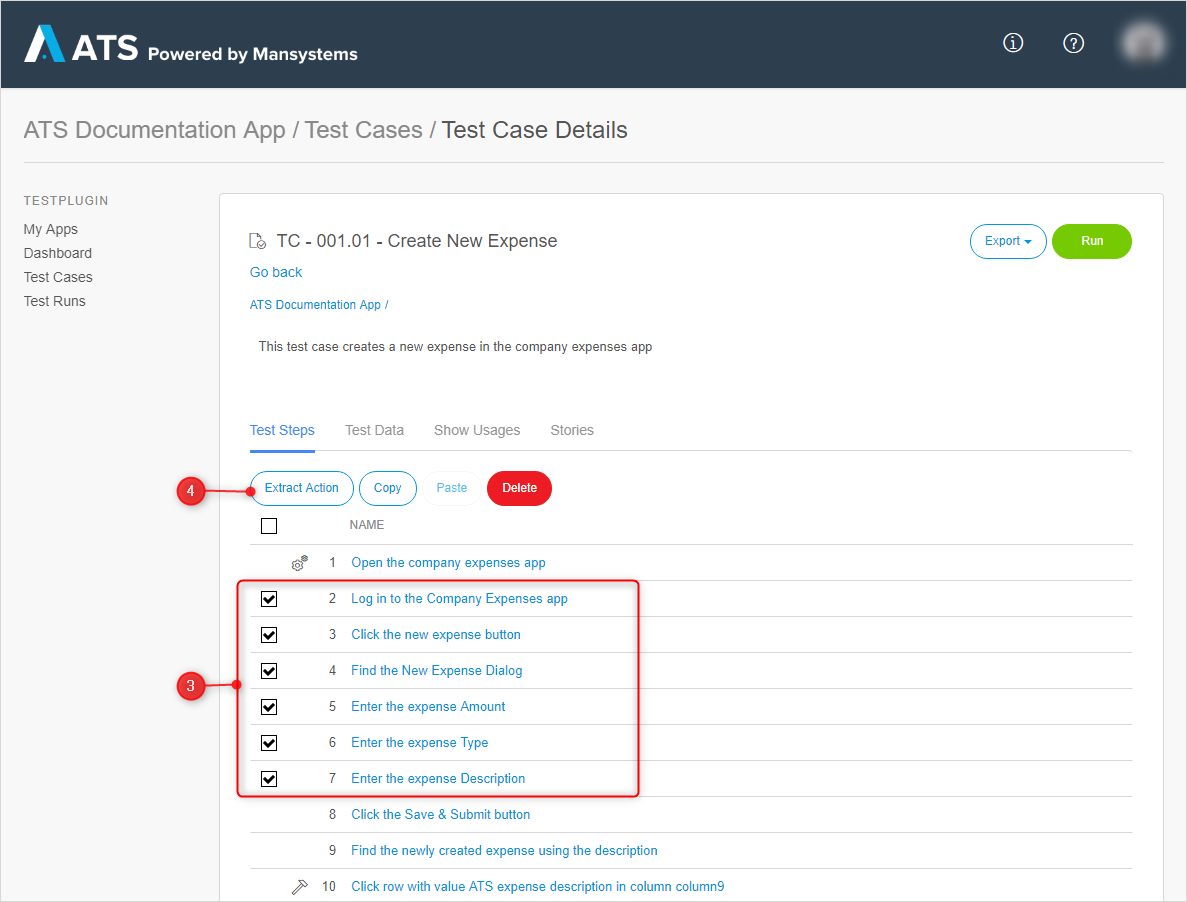 ATS Powered by Mansystems
ATS Documentation App / Test Cases / Test Case Details
TESTPLUGIN
My Apps
Dashboard
Test Cases
Test Runs
TC - 001.01 - Create New Expense
Export
Run
Go back
ATS Documentation App /
This test case creates a new expense in the company expenses app
Test Steps Test Data Show Usages Stories
4
Extract Action Copy Paste Delete
NAME
1 Open the company expenses app
2 Log in to the Company Expenses app
3 Click the new expense button
4 Find the New Expense Dialog
3
5 Enter the expense Amount
6 Enter the expense Type
7 Enter the expense Description
8 Click the Save & Submit button
9 Find the newly created expense using the description
10 Click row with value ATS expense description in column column9